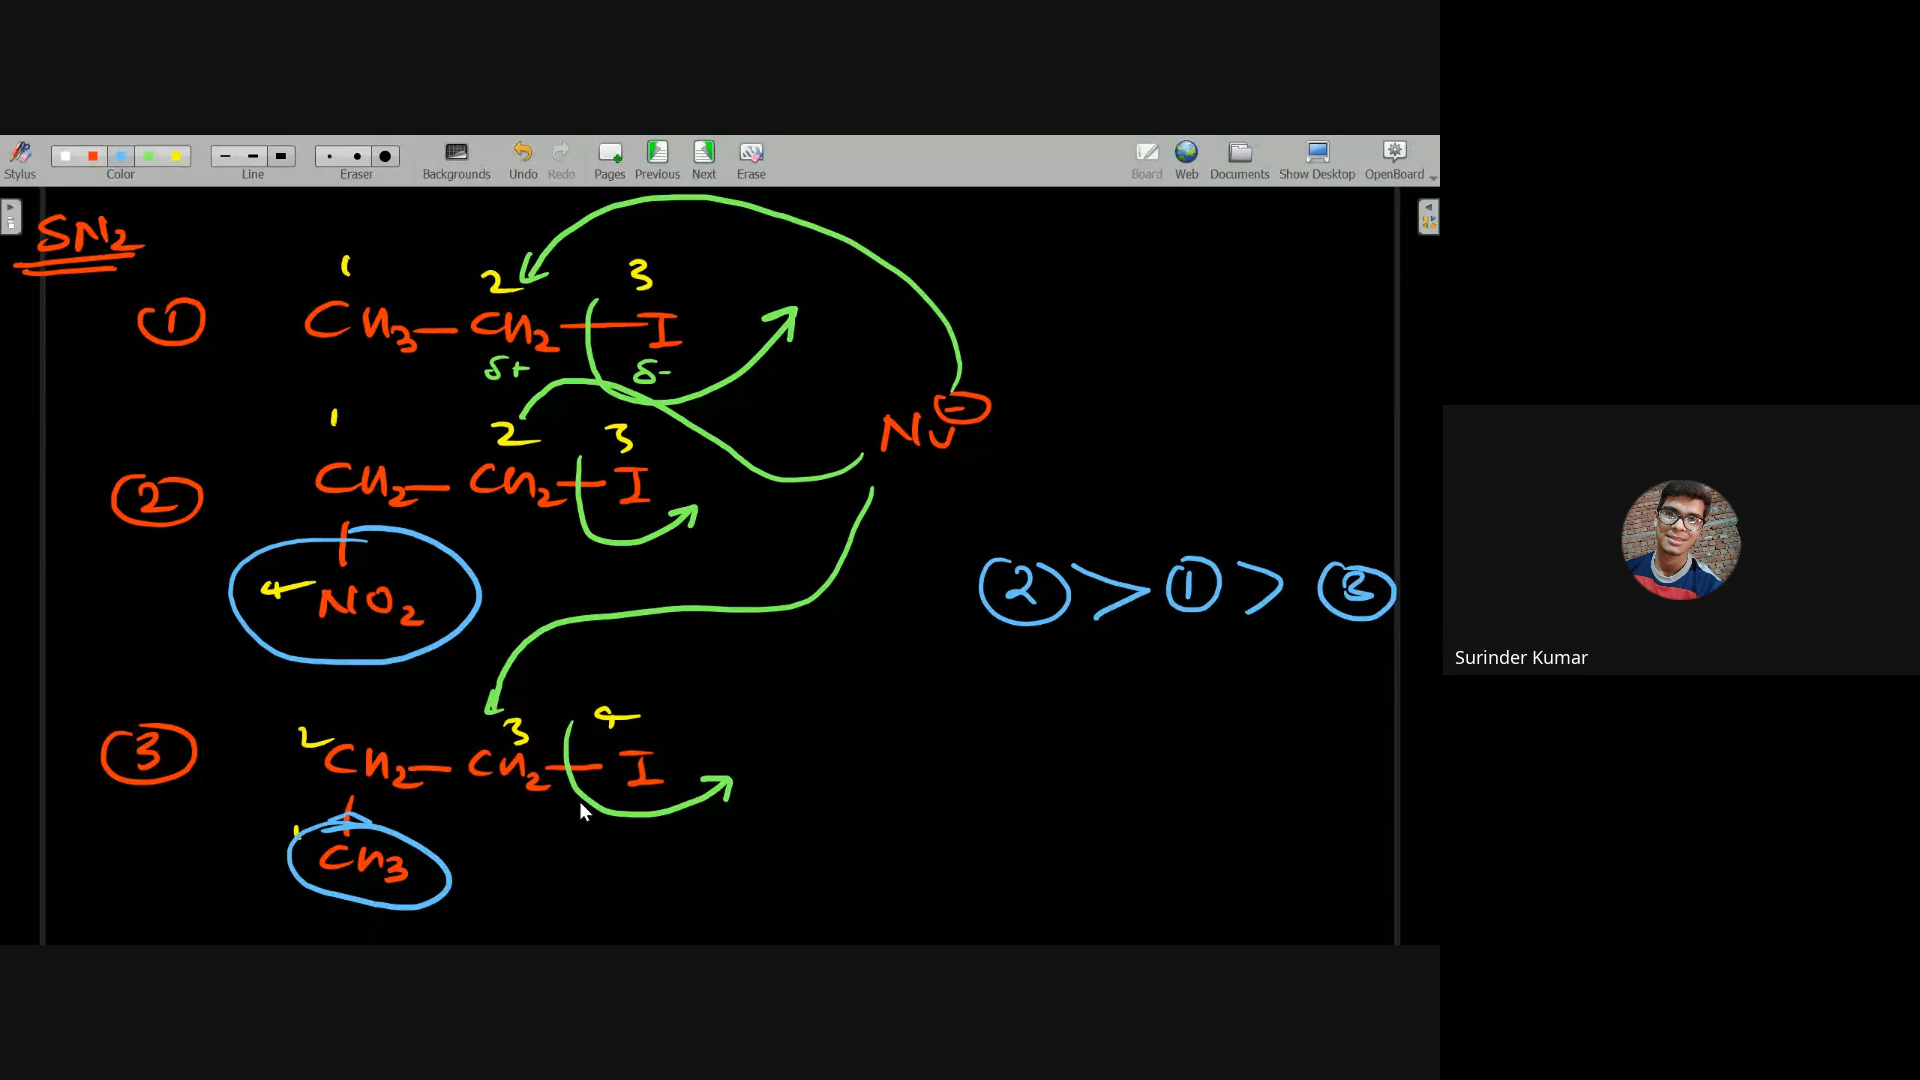 Stylus Color Line Eraser Backgrounds Undo Redo Pages Previous Next Erase Board Web Documents Show Desktop OpenBoard
SN2
1 2 3
① CH3—CH2—I
δ+ δ-
1 2 3
② CH2—CH2—I
4 NO2
Nu⊖
② > ① > ③
2 3 4
③ CH2—CH2—I
1 CH3
Surinder Kumar